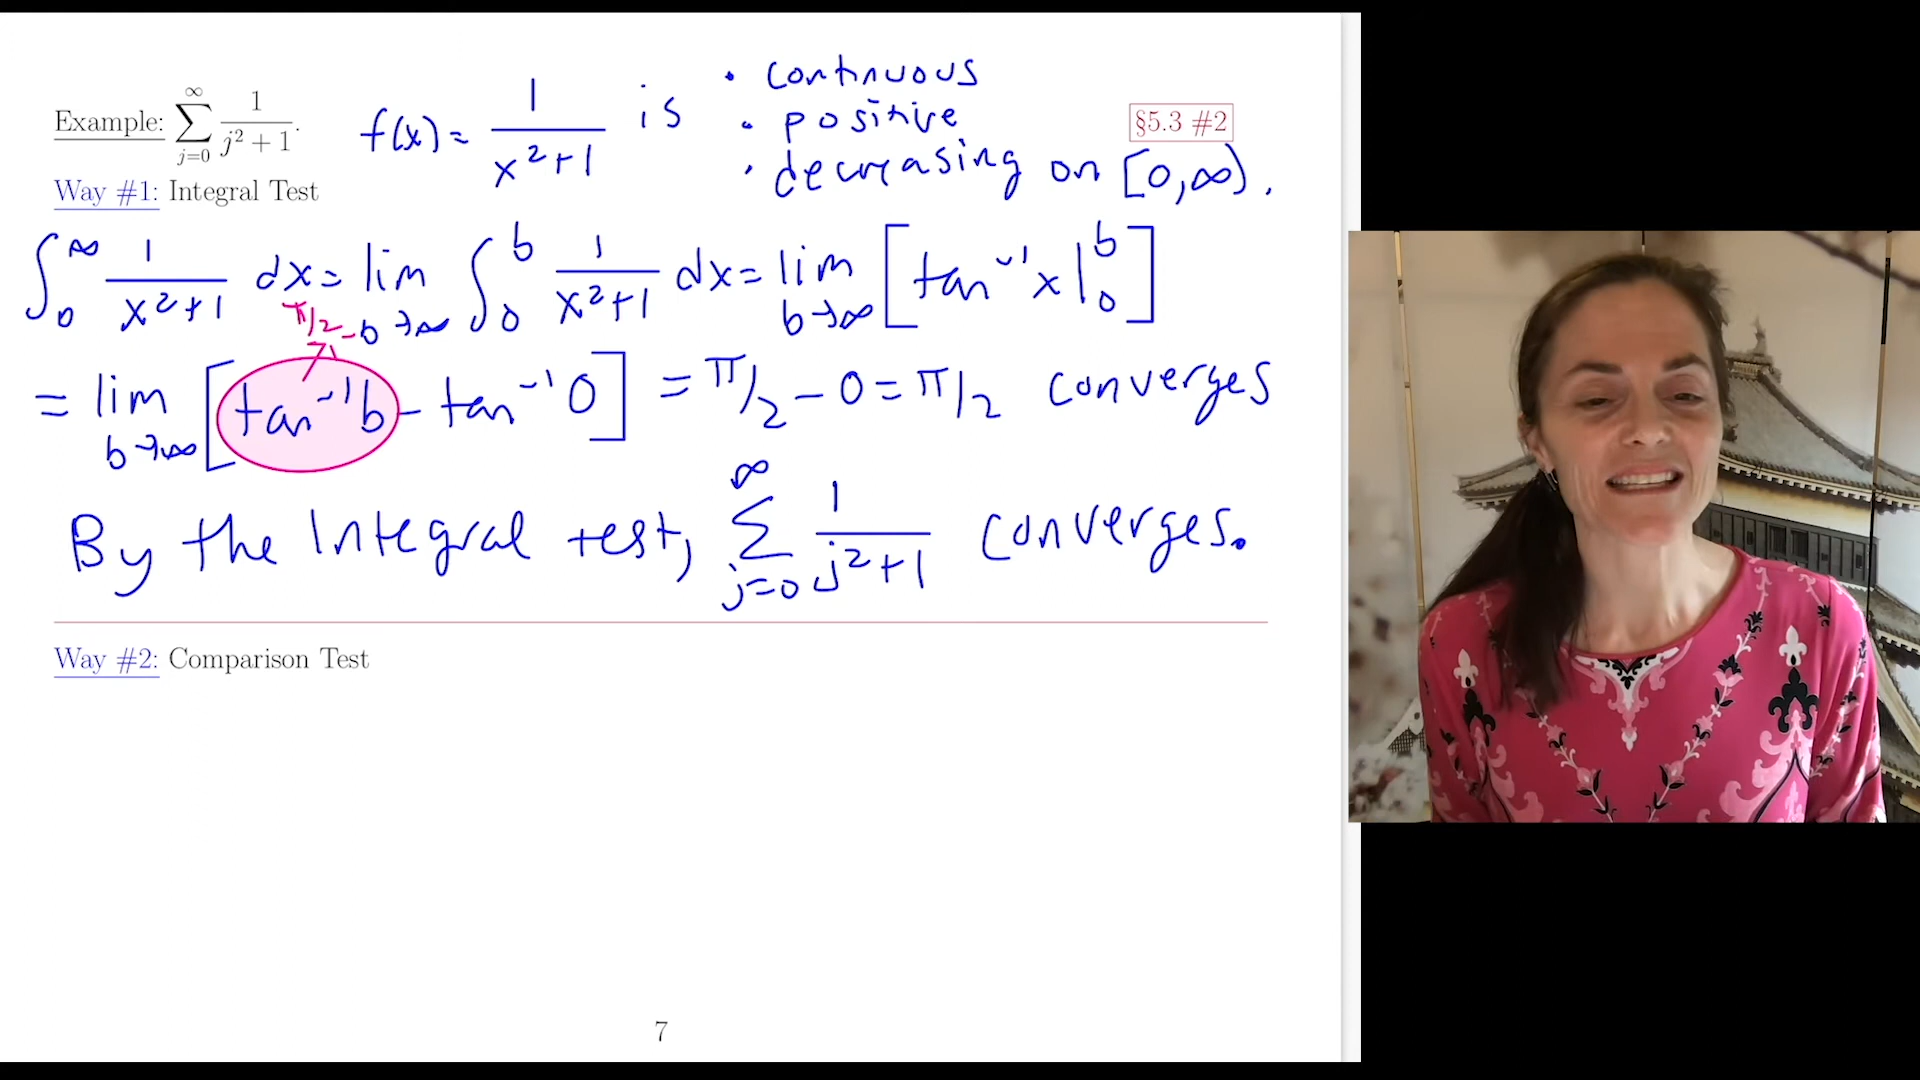 Example: ∑_{j=0}^{∞} 1/(j² + 1). f(x) = 1/(x²+1) is • continuous
• positive
• decreasing on [0,∞).
§5.3 #2
Way #1: Integral Test
∫_0^∞ 1/(x²+1) dx = lim_{b→∞} ∫_0^b 1/(x²+1) dx = lim_{b→∞} [tan⁻¹x|_0^b]
π/2
= lim_{b→∞} [tan⁻¹b - tan⁻¹0] = π/2 - 0 = π/2 converges
By the Integral test, ∑_{j=0}^{∞} 1/(j²+1) converges.
Way #2: Comparison Test
7